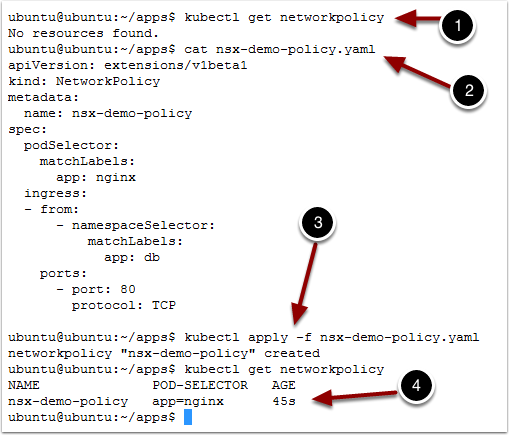 ubuntu@ubuntu:~/apps$ kubectl get networkpolicy
No resources found.
ubuntu@ubuntu:~/apps$ cat nsx-demo-policy.yaml
apiVersion: extensions/v1beta1
kind: NetworkPolicy
metadata:
  name: nsx-demo-policy
spec:
  podSelector:
    matchLabels:
      app: nginx
  ingress:
  - from:
      - namespaceSelector:
          matchLabels:
            app: db
    ports:
      - port: 80
        protocol: TCP
ubuntu@ubuntu:~/apps$ kubectl apply -f nsx-demo-policy.yaml
networkpolicy "nsx-demo-policy" created
ubuntu@ubuntu:~/apps$ kubectl get networkpolicy
NAME              POD-SELECTOR   AGE
nsx-demo-policy   app=nginx      45s
ubuntu@ubuntu:~/apps$
1
2
3
4